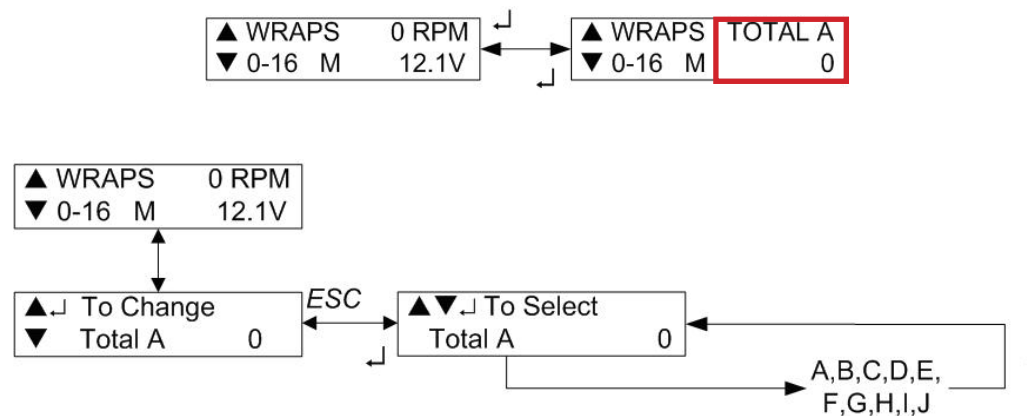 ▲ WRAPS 0 RPM
▼ 0-16 M 12.1V
↵
↵
▲ WRAPS TOTAL A
▼ 0-16 M 0
▲ WRAPS 0 RPM
▼ 0-16 M 12.1V
▲↵ To Change
▼ Total A 0
ESC
↵
▲▼↵ To Select
Total A 0
A,B,C,D,E,
F,G,H,I,J